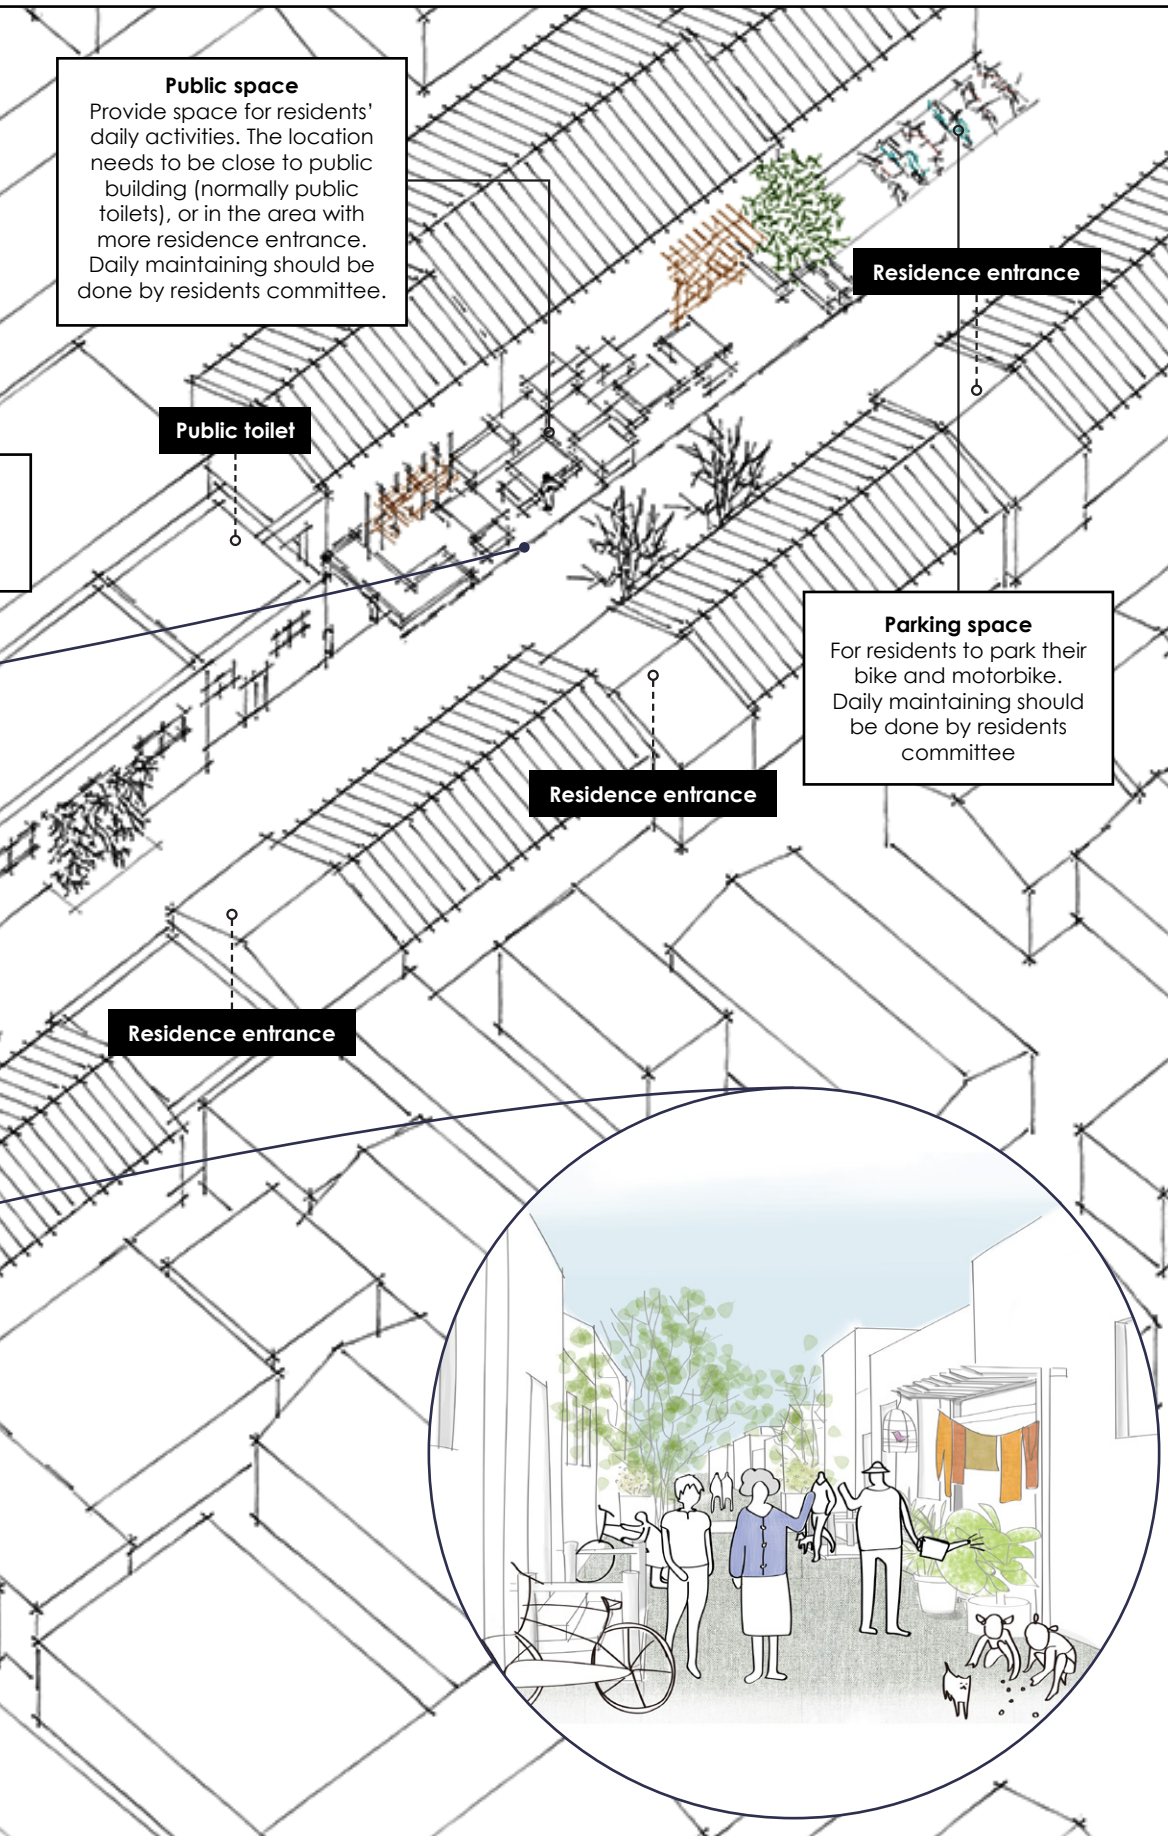 Public space
Provide space for residents’
daily activities. The location
needs to be close to public
building (normally public
toilets), or in the area with
more residence entrance.
Daily maintaining should be
done by residents committee.
Residence entrance
Public toilet
Parking space
For residents to park their
bike and motorbike.
Daily maintaining should
be done by residents
committee
Residence entrance
Residence entrance